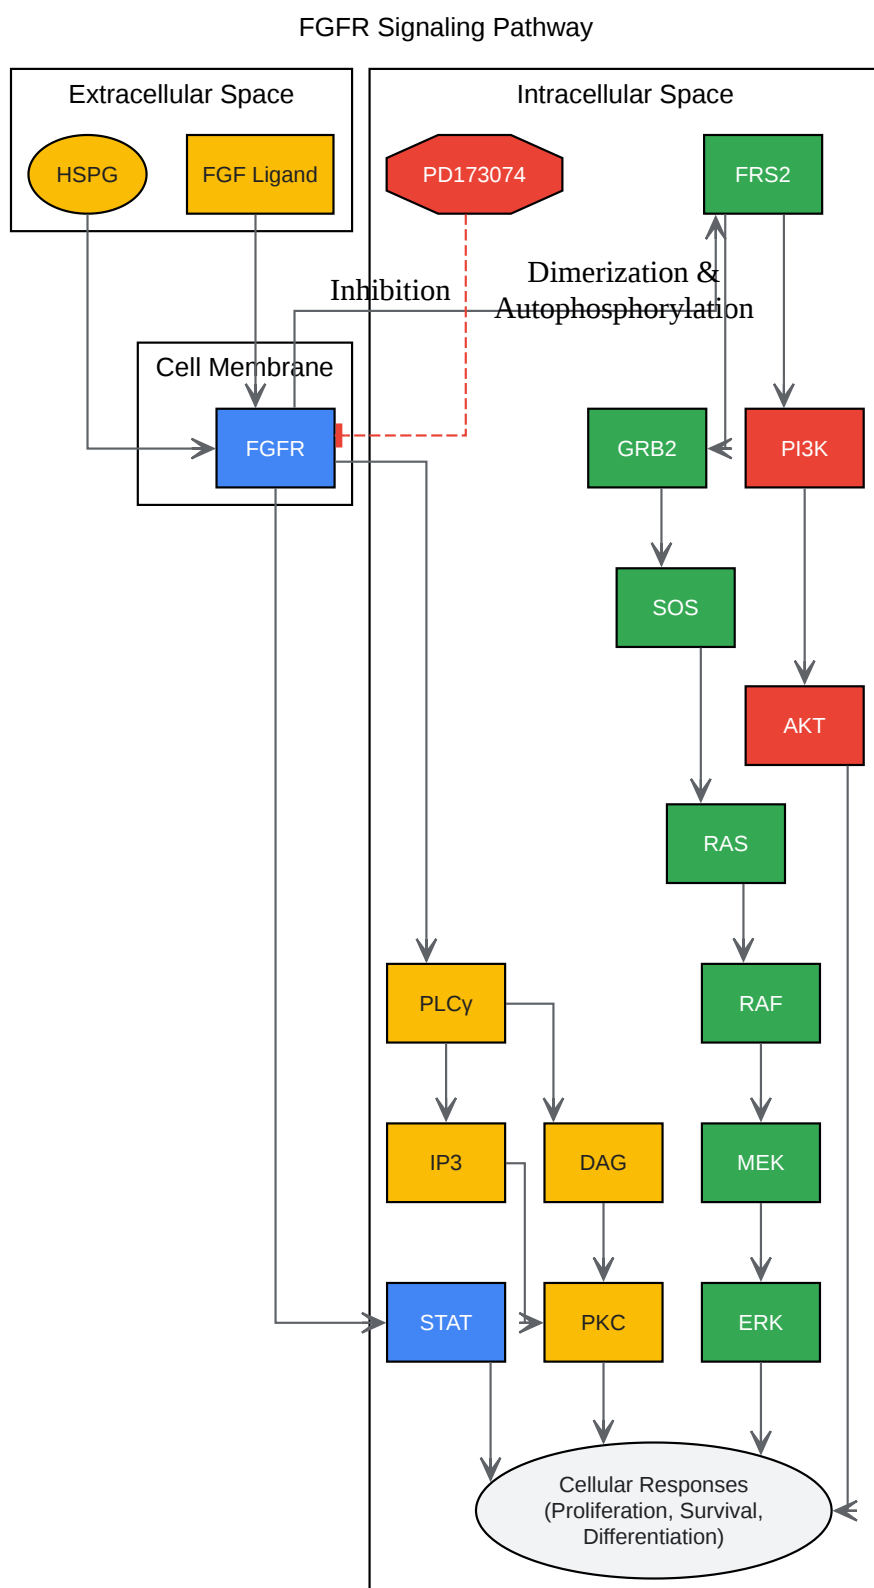 FGFR Signaling Pathway
Extracellular Space
Intracellular Space
HSPG
FGF Ligand
PD173074
FRS2
Inhibition
Dimerization &
Autophosphorylation
Cell Membrane
FGFR
GRB2
PI3K
SOS
AKT
RAS
PLCγ
RAF
IP3
DAG
MEK
STAT
PKC
ERK
Cellular Responses
(Proliferation, Survival,
Differentiation)